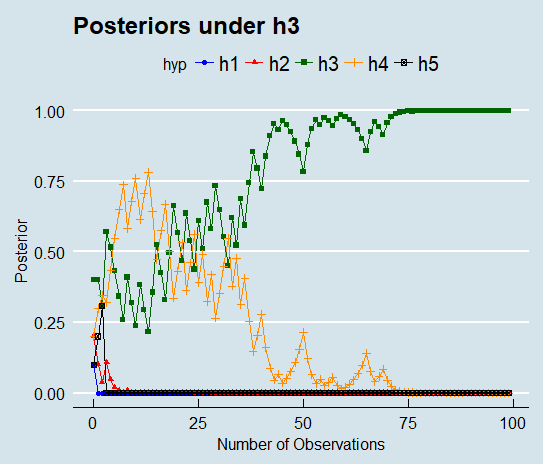 Posteriors under h3
hyp h1 h2 h3 h4 h5
1.00
0.75
0.50
0.25
0.00
Posterior
0 25 50 75 100
Number of Observations